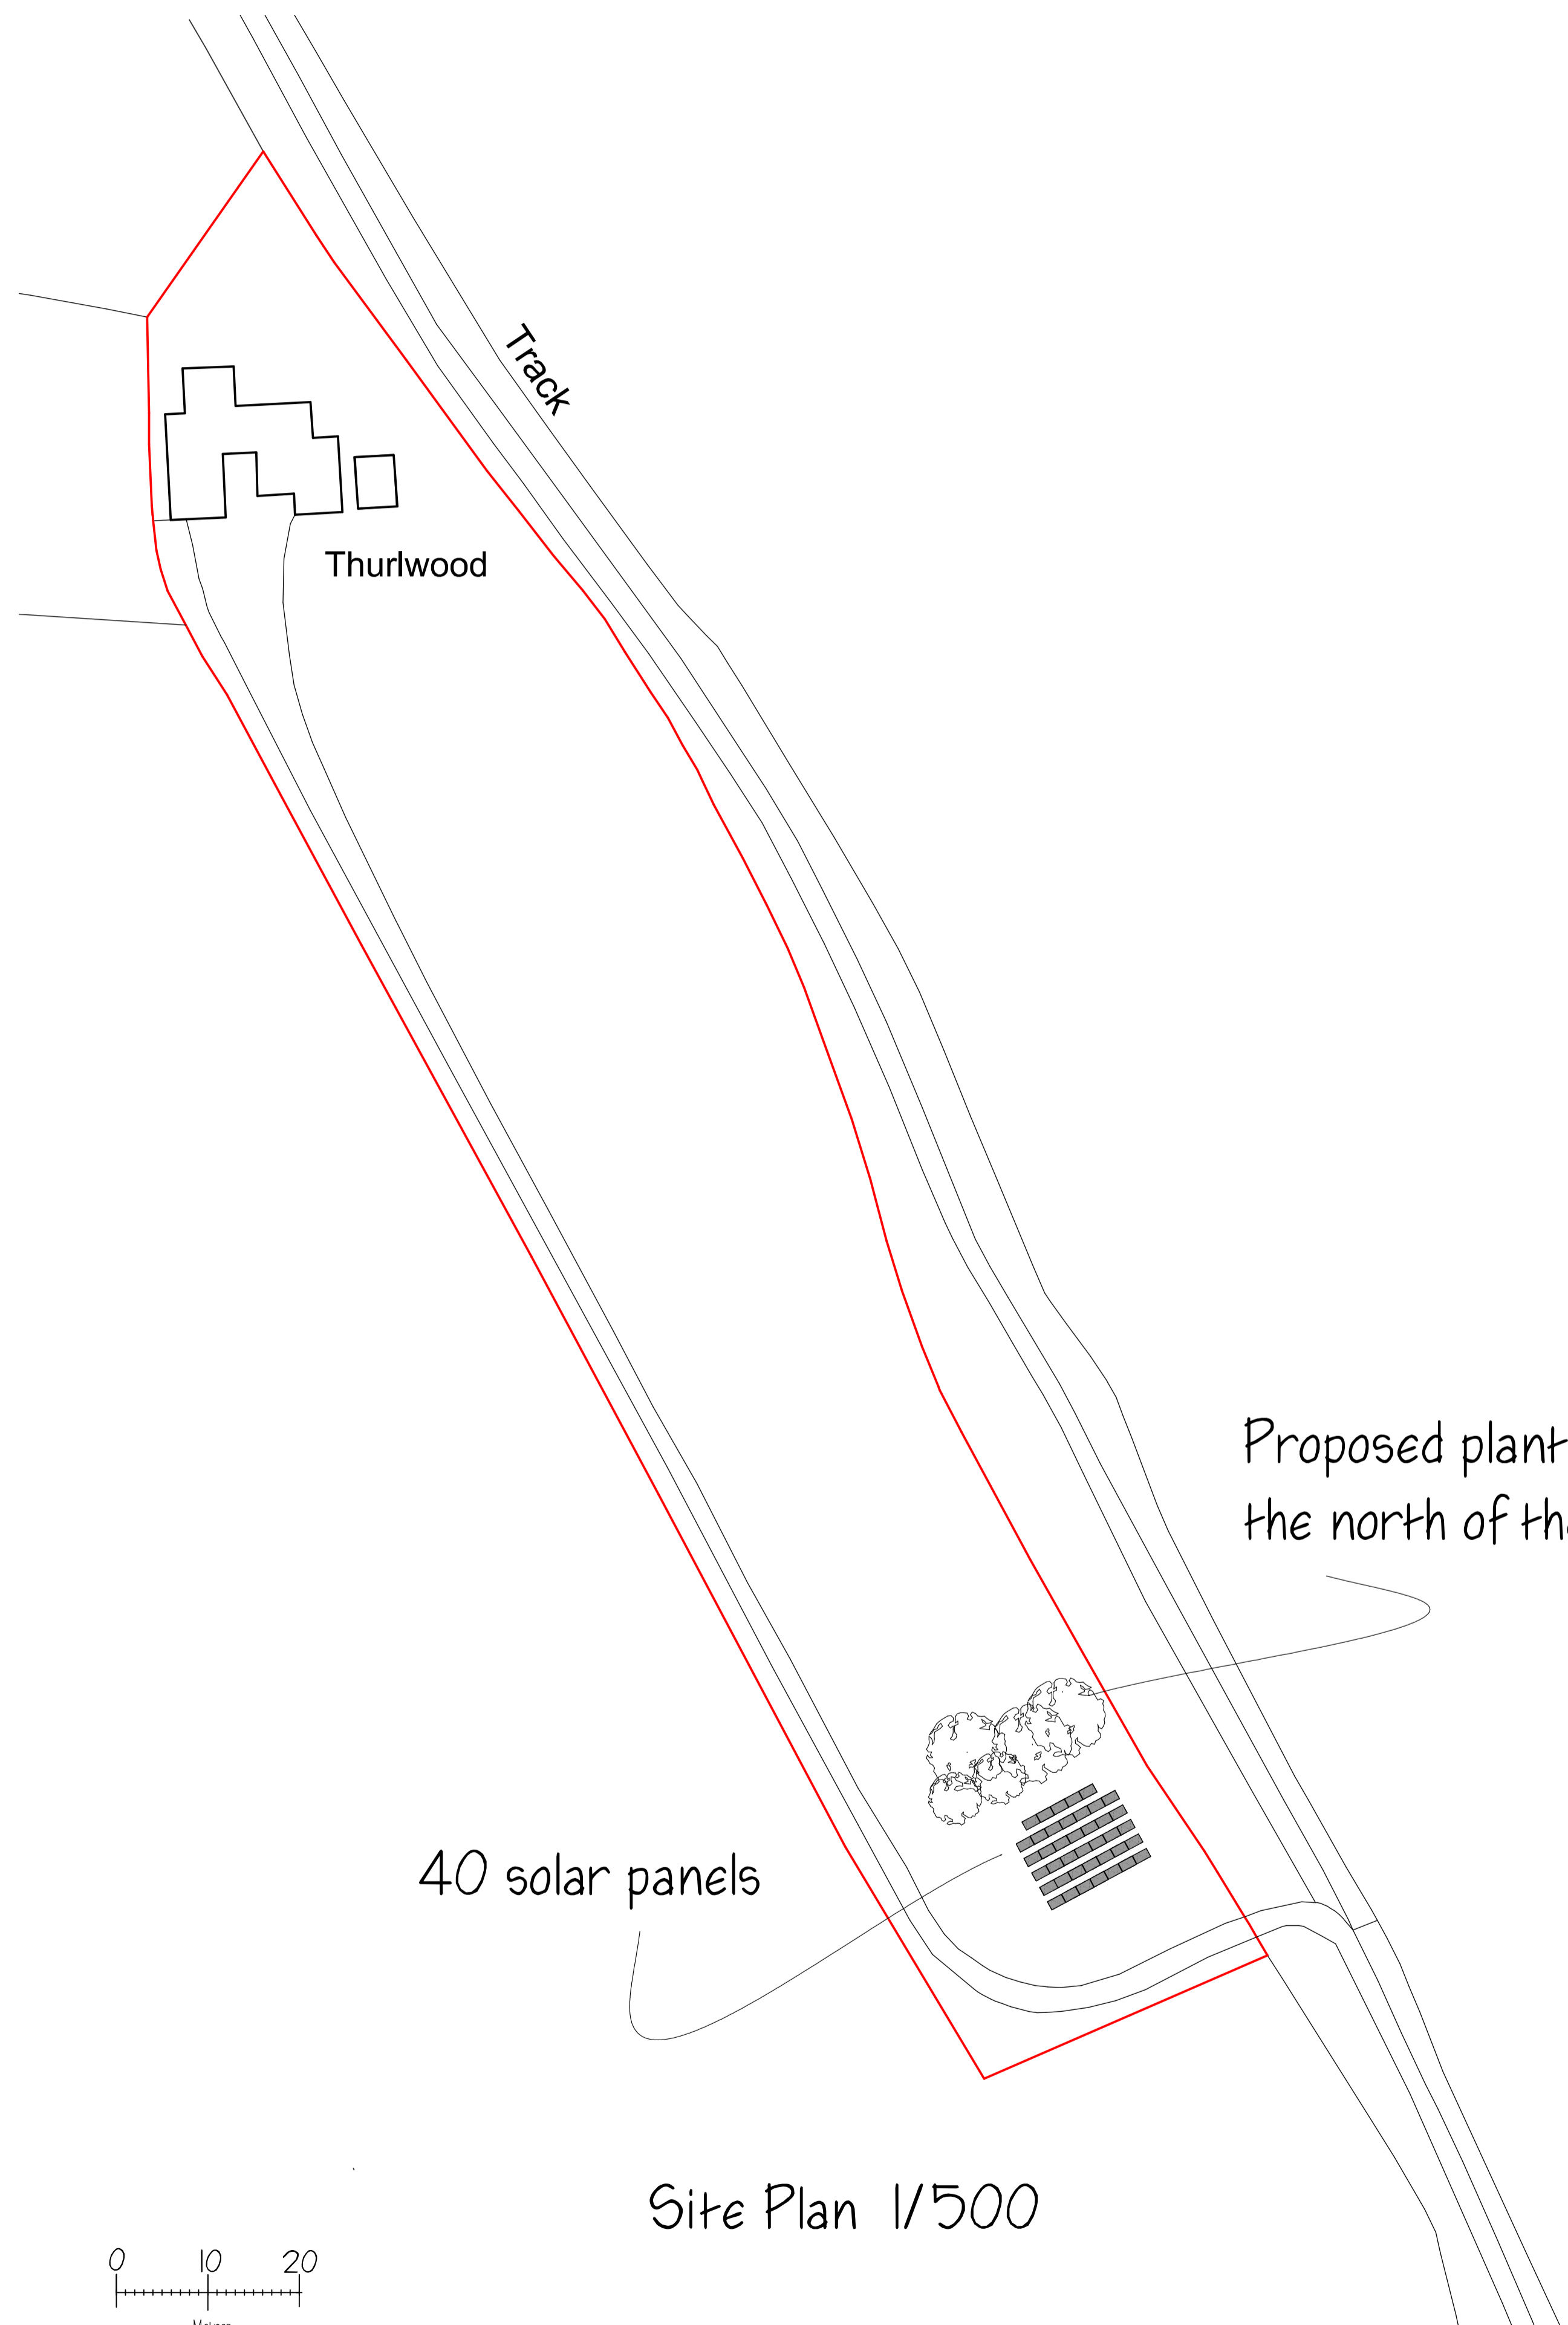 Track
Thurlwood
Proposed plant
the north of th
40 solar panels
Site Plan 1/500
0 10 20